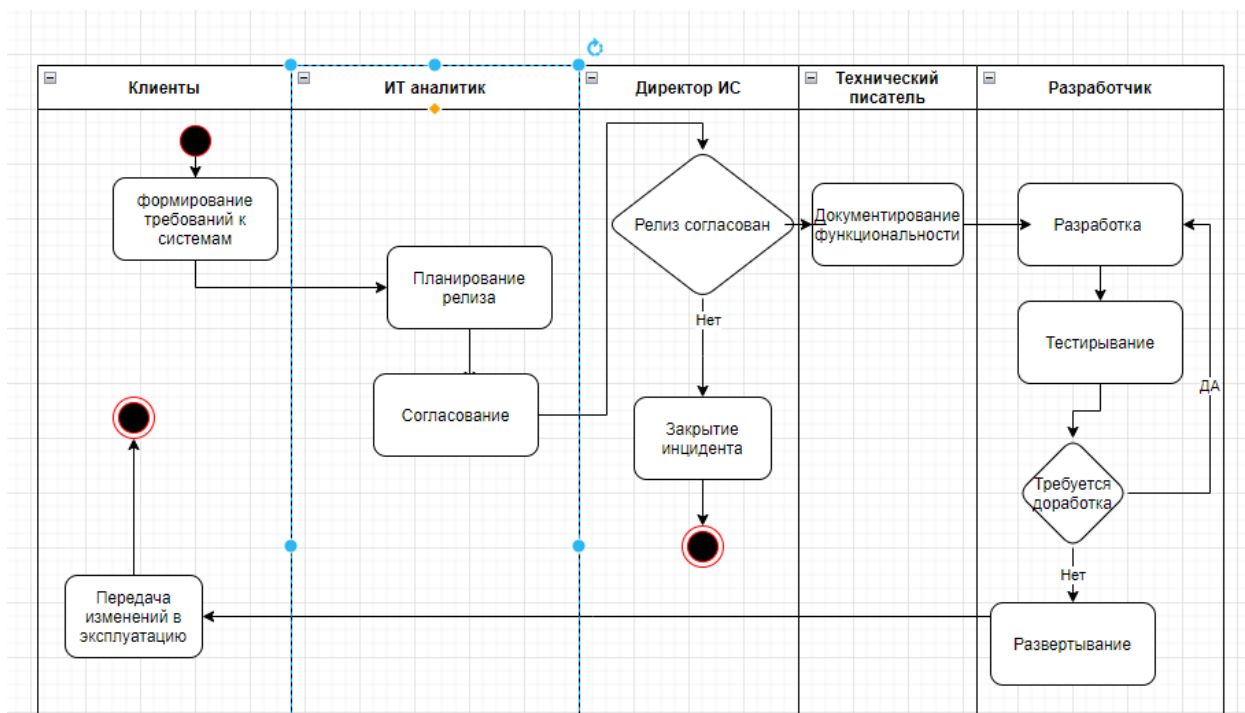 Клиенты
ИТ аналитик
Директор ИС
Технический
писатель
Разработчик
формирование
требований к
системам
Планирование
релиза
Согласование
Релиз согласован
Нет
Закрытие
инцидента
Документирование
функциональности
Разработка
Тестирывание
ДА
Требуется
доработка
Нет
Развертывание
Передача
изменений в
эксплуатацию